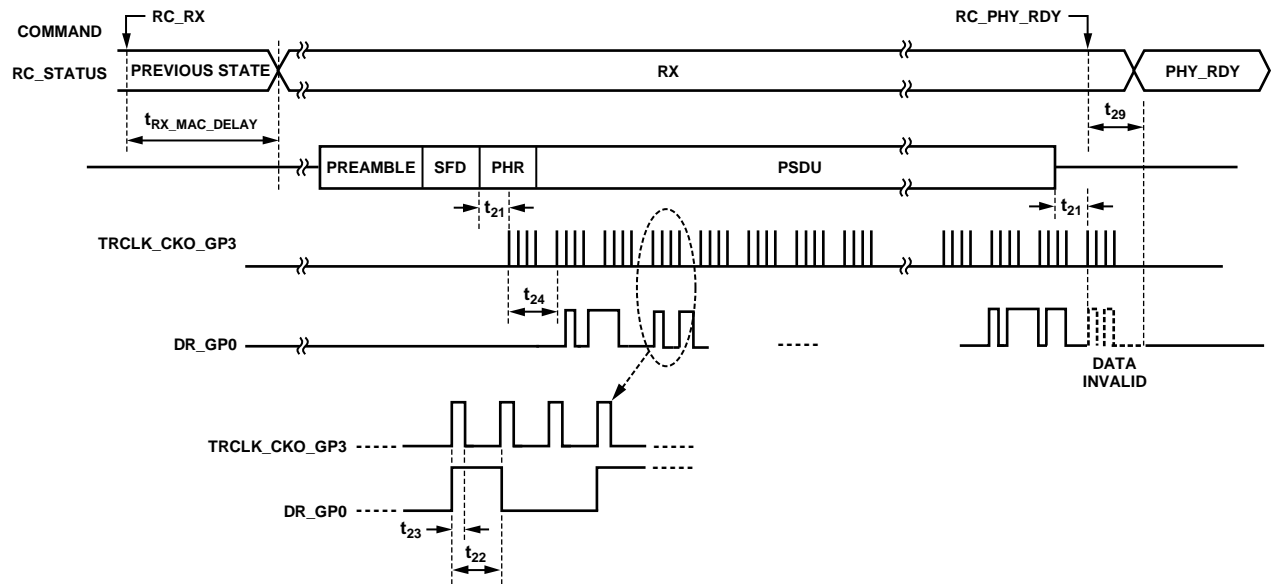 RC_RX
RC_PHY_RDY
COMMAND
RC_STATUS
PREVIOUS STATE
RX
PHY_RDY
tRX_MAC_DELAY
t29
PREAMBLE
SFD
PHR
PSDU
t21
t21
TRCLK_CKO_GP3
t24
DR_GP0
DATA
INVALID
TRCLK_CKO_GP3
DR_GP0
t23
t22